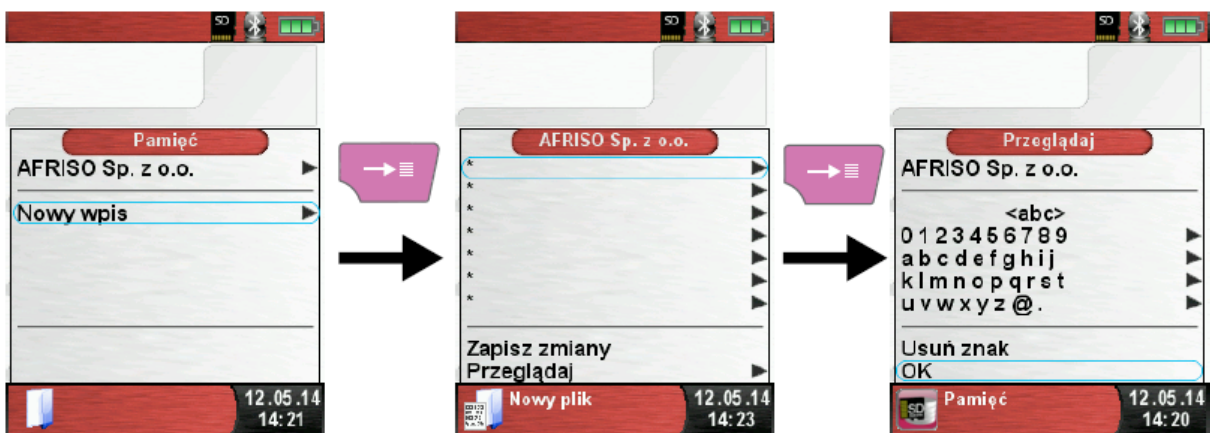 SD
Pamięć
AFRISO Sp. z o.o.
Nowy wpis
12.05.14
14:21
SD
AFRISO Sp. z o.o.
*
*
*
*
*
*
*
Zapisz zmiany
Przeglądaj
Nowy plik
12.05.14
14:23
SD
Przeglądaj
AFRISO Sp. z o.o.
<abc>
0 1 2 3 4 5 6 7 8 9
a b c d e f g h i j
k l m n o p q r s t
u v w x y z @ .
Usuń znak
OK
SD
Pamięć
12.05.14
14:20